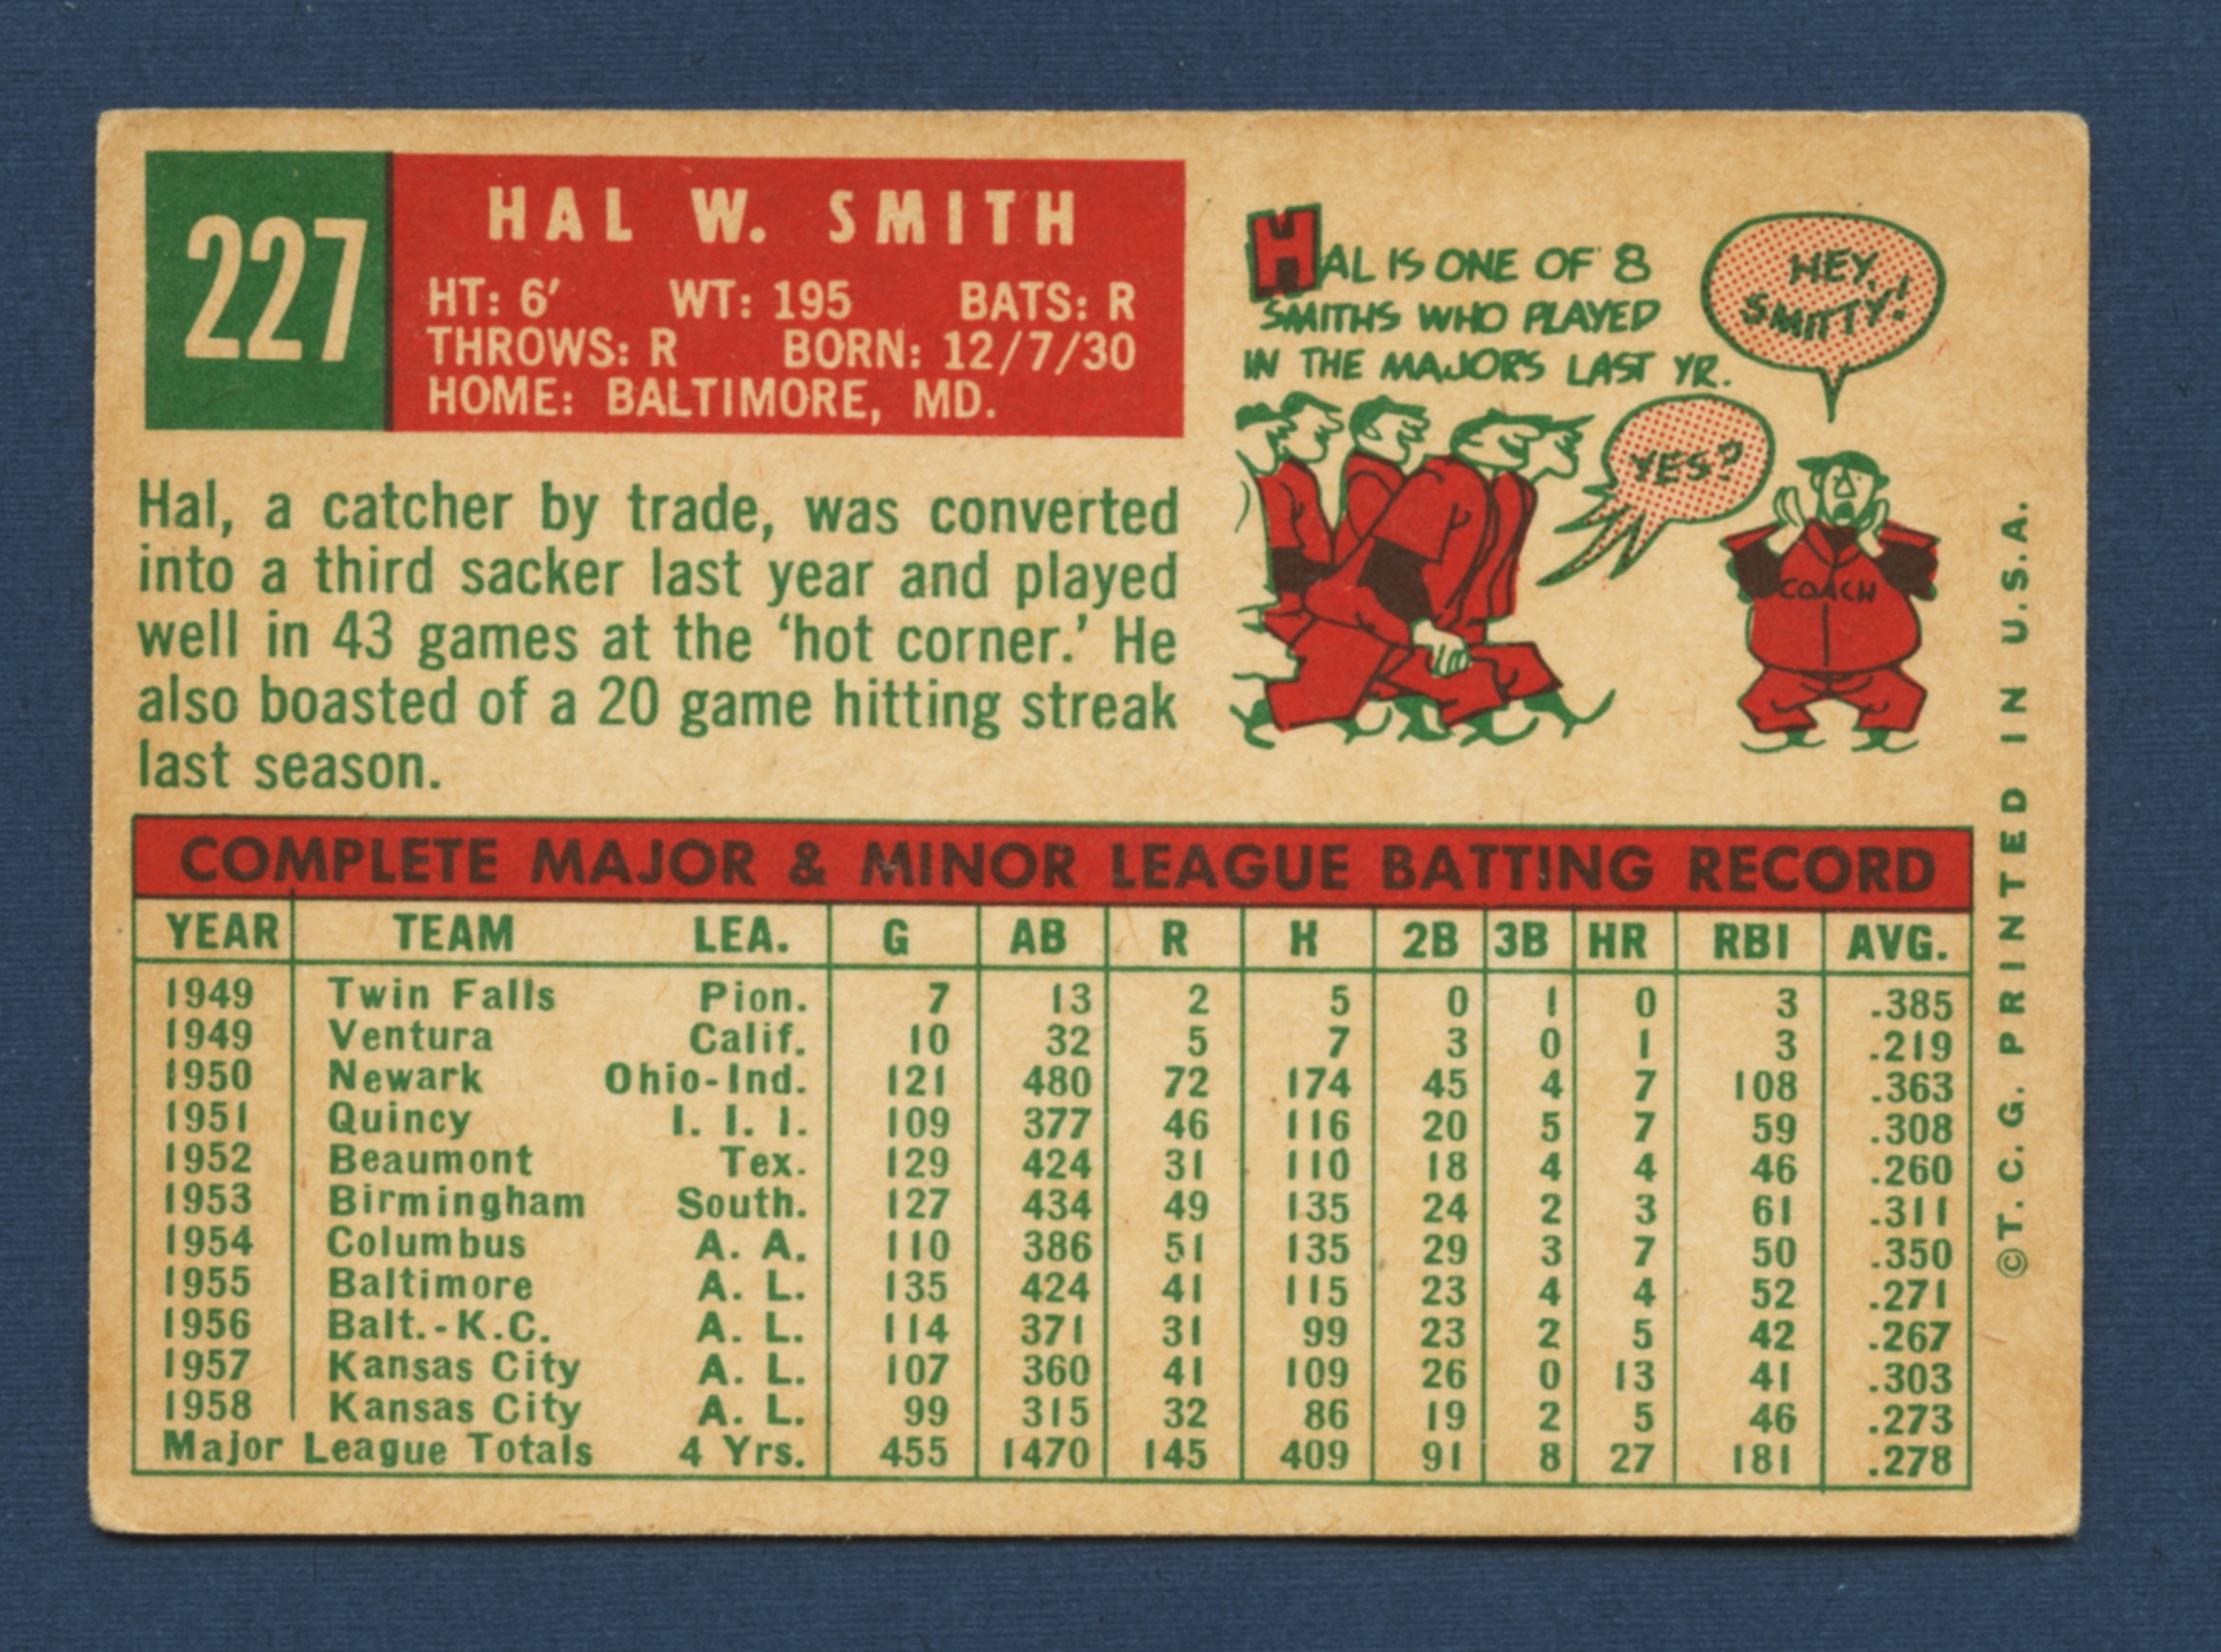 227
HAL W. SMITH
HT: 6' WT: 195 BATS: R
THROWS: R BORN: 12/7/30
HOME: BALTIMORE, MD.
HAL IS ONE OF 8
SMITHS WHO PLAYED
IN THE MAJORS LAST YR.
HEY,
SMITTY!
YES?
COACH
Hal, a catcher by trade, was converted
into a third sacker last year and played
well in 43 games at the 'hot corner.' He
also boasted of a 20 game hitting streak
last season.
COMPLETE MAJOR & MINOR LEAGUE BATTING RECORD
YEAR TEAM LEA. G AB R H 2B 3B HR RBI AVG.
1949 Twin Falls Pion. 7 13 2 5 0 1 0 3 .385
1949 Ventura Calif. 10 32 5 7 3 0 1 3 .219
1950 Newark Ohio-Ind. 121 480 72 174 45 4 7 108 .363
1951 Quincy I. I. I. 109 377 46 116 20 5 7 59 .308
1952 Beaumont Tex. 129 424 31 110 18 4 4 46 .260
1953 Birmingham South. 127 434 49 135 24 2 3 61 .311
1954 Columbus A. A. 110 386 51 135 29 3 7 50 .350
1955 Baltimore A. L. 135 424 41 115 23 4 4 52 .271
1956 Balt.-K.C. A. L. 114 371 31 99 23 2 5 42 .267
1957 Kansas City A. L. 107 360 41 109 26 0 13 41 .303
1958 Kansas City A. L. 99 315 32 86 19 2 5 46 .273
Major League Totals 4 Yrs. 455 1470 145 409 91 8 27 181 .278
©T. C. G. PRINTED IN U.S.A.